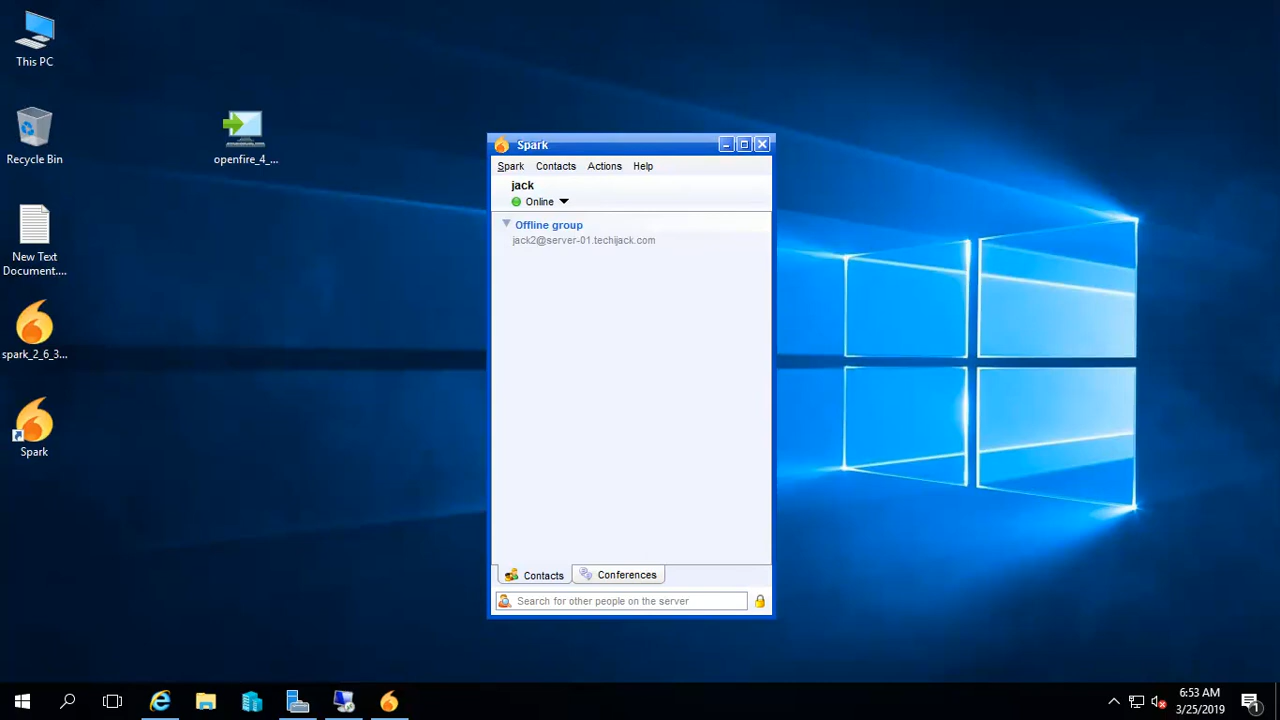 This PC
Recycle Bin
openfire_4_...
New Text
Document....
spark_2_6_3...
Spark
Spark
Spark Contacts Actions Help
jack
Online
Offline group
jack2@server-01.techijack.com
Contacts Conferences
Search for other people on the server
6:53 AM
3/25/2019
1